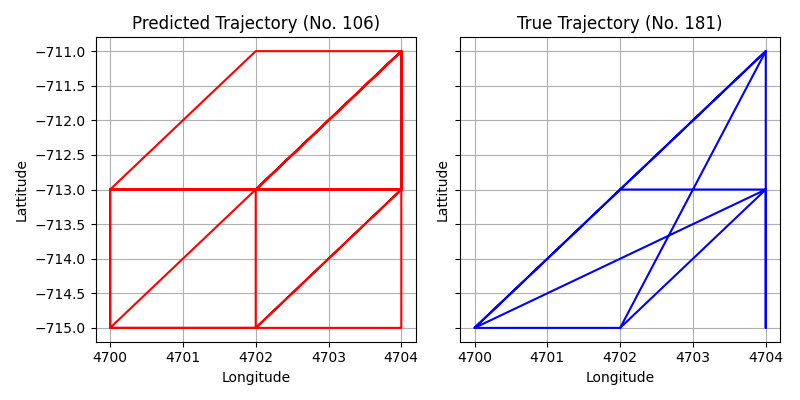 Predicted Trajectory (No. 106)
True Trajectory (No. 181)
−711.0
−711.5
−712.0
−712.5
−713.0
−713.5
−714.0
−714.5
−715.0
Lattitude
Lattitude
4700 4701 4702 4703 4704
4700 4701 4702 4703 4704
Longitude
Longitude